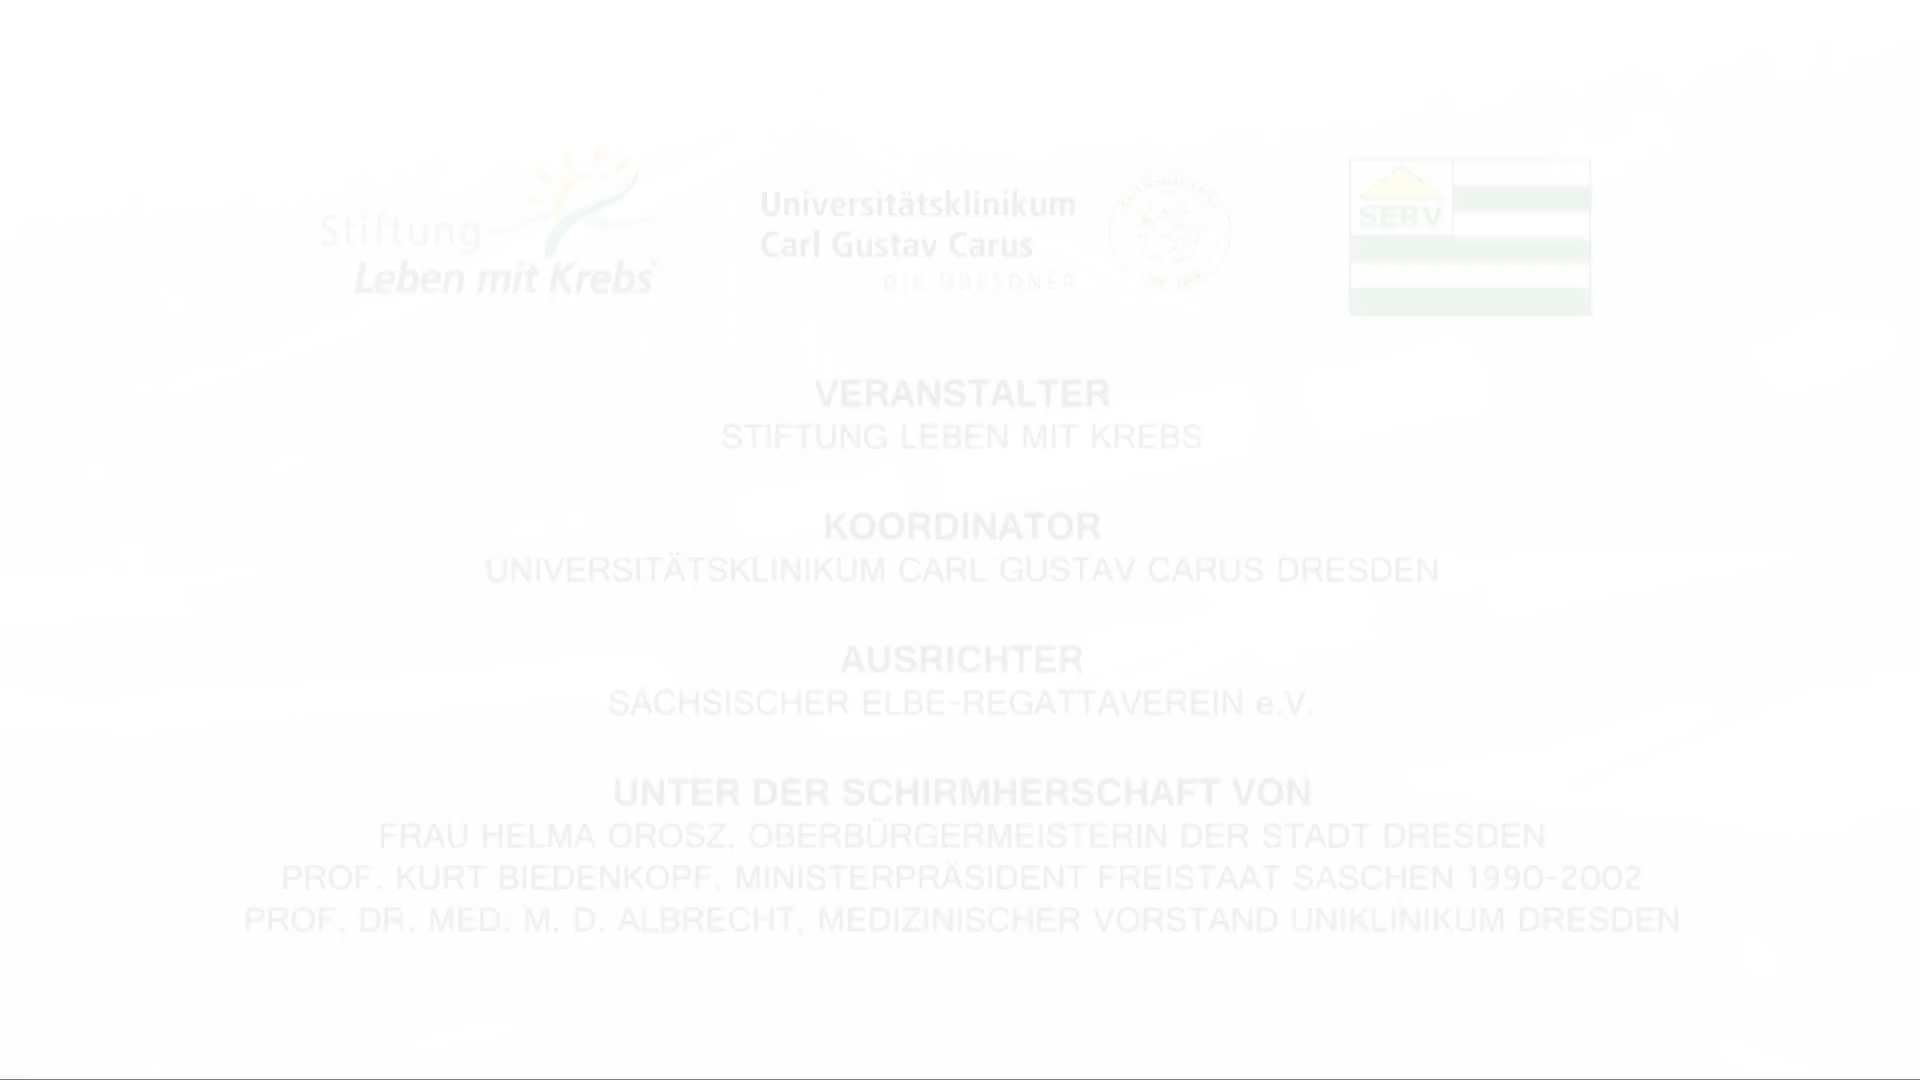 Stiftung
Leben mit Krebs
Universitätsklinikum
Carl Gustav Carus
DIE DRESDNER
SERV
VERANSTALTER
STIFTUNG LEBEN MIT KREBS
KOORDINATOR
UNIVERSITÄTSKLINIKUM CARL GUSTAV CARUS DRESDEN
AUSRICHTER
SÄCHSISCHER ELBE-REGATTAVEREIN e.V.
UNTER DER SCHIRMHERSCHAFT VON
FRAU HELMA OROSZ, OBERBÜRGERMEISTERIN DER STADT DRESDEN
PROF. KURT BIEDENKOPF, MINISTERPRÄSIDENT FREISTAAT SASCHEN 1990-2002
PROF. DR. MED. M. D. ALBRECHT, MEDIZINISCHER VORSTAND UNIKLINIKUM DRESDEN